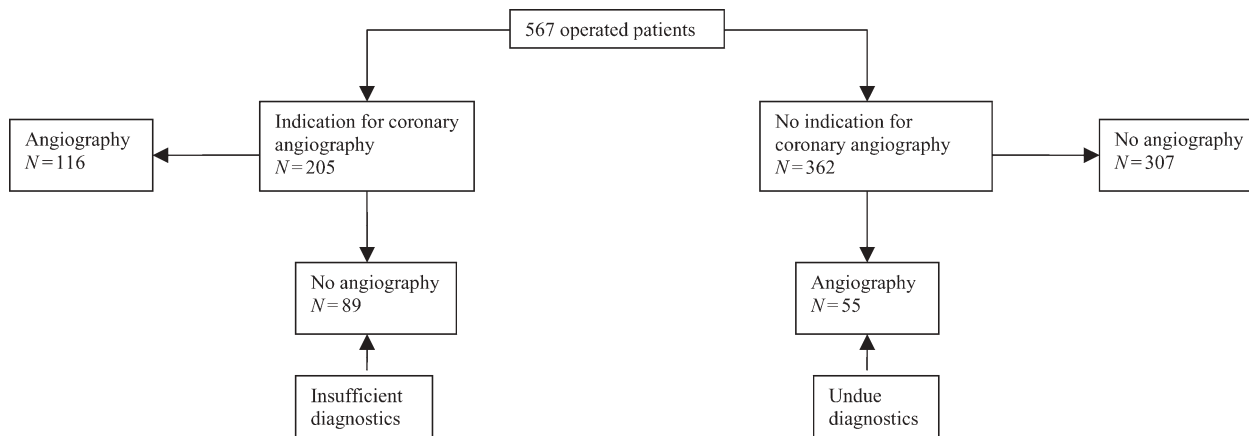 567 operated patients
Angiography
N=116
Indication for coronary
angiography
N=205
No indication for
coronary angiography
N=362
No angiography
N=307
No angiography
N=89
Angiography
N=55
Insufficient
diagnostics
Undue
diagnostics